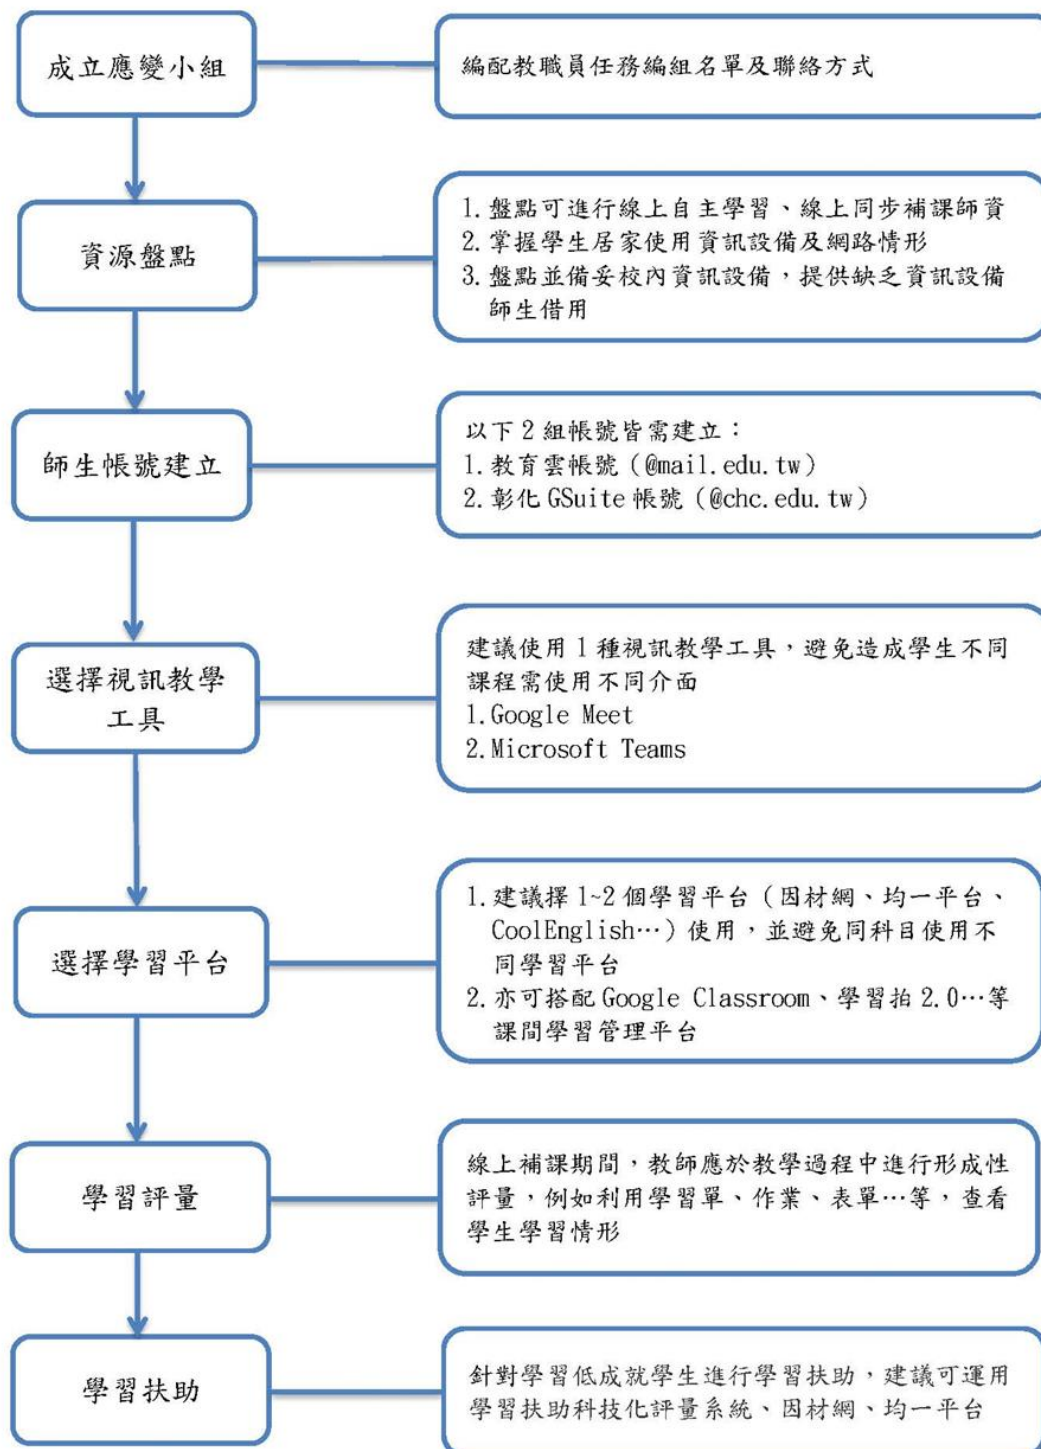 成立應變小組
編配教職員任務編組名單及聯絡方式
資源盤點
1. 盤點可進行線上自主學習、線上同步補課師資
2. 掌握學生居家使用資訊設備及網路情形
3. 盤點並備妥校內資訊設備，提供缺乏資訊設備
師生借用
師生帳號建立
以下 2 組帳號皆需建立：
1. 教育雲帳號（@mail.edu.tw）
2. 彰化 GSuite 帳號（@chc.edu.tw）
選擇視訊教學
工具
建議使用 1 種視訊教學工具，避免造成學生不同
課程需使用不同介面
1. Google Meet
2. Microsoft Teams
選擇學習平台
1. 建議擇 1~2 個學習平台（因材網、均一平台、
CoolEnglish…）使用，並避免同科目使用不
同學習平台
2. 亦可搭配 Google Classroom、學習拍 2.0…等
課間學習管理平台
學習評量
線上補課期間，教師應於教學過程中進行形成性
評量，例如利用學習單、作業、表單…等，查看
學生學習情形
學習扶助
針對學習低成就學生進行學習扶助，建議可運用
學習扶助科技化評量系統、因材網、均一平台